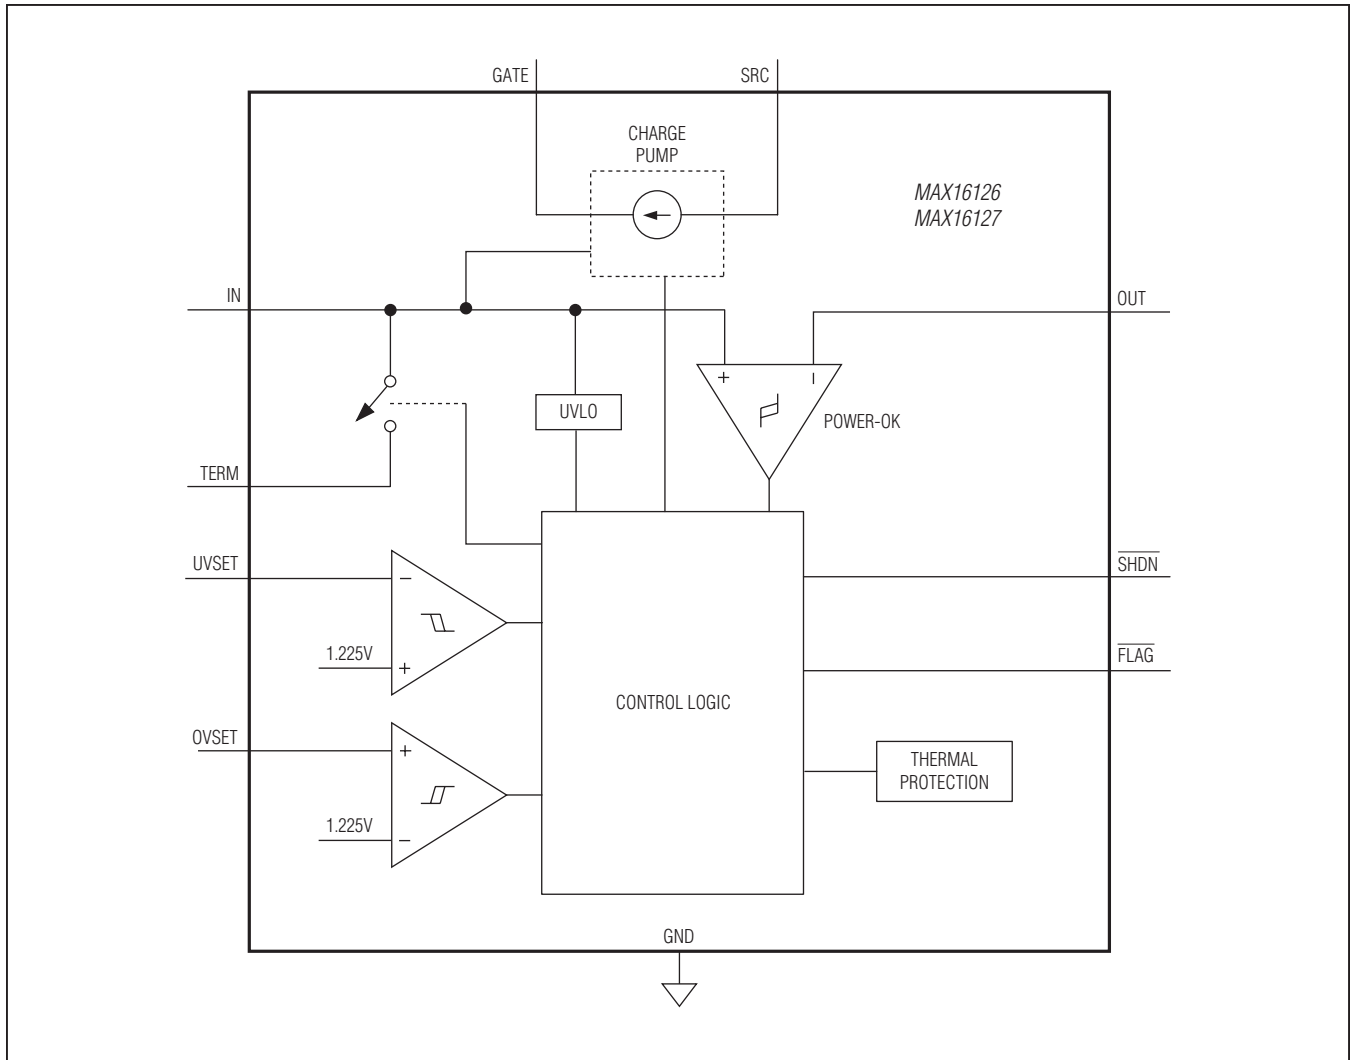 GATE
SRC
CHARGE
PUMP
MAX16126
MAX16127
IN
OUT
+
−
UVLO
POWER-OK
TERM
UVSET
−
SHDN
1.225V
+
FLAG
CONTROL LOGIC
OVSET
+
THERMAL
PROTECTION
1.225V
−
GND